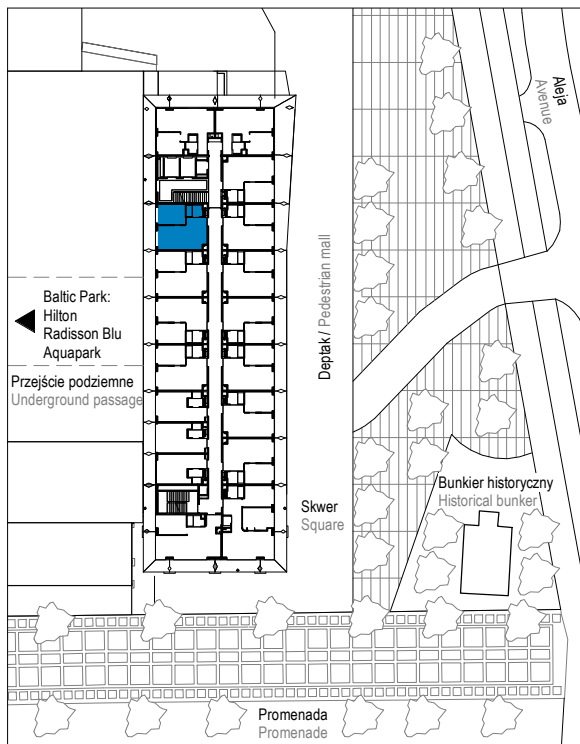 Aleja
Avenue
Baltic Park:
Hilton
Radisson Blu
Aquapark
Przejście podziemne
Underground passage
Deptak / Pedestrian mall
Skwer
Square
Bunkier historyczny
Historical bunker
Promenada
Promenade